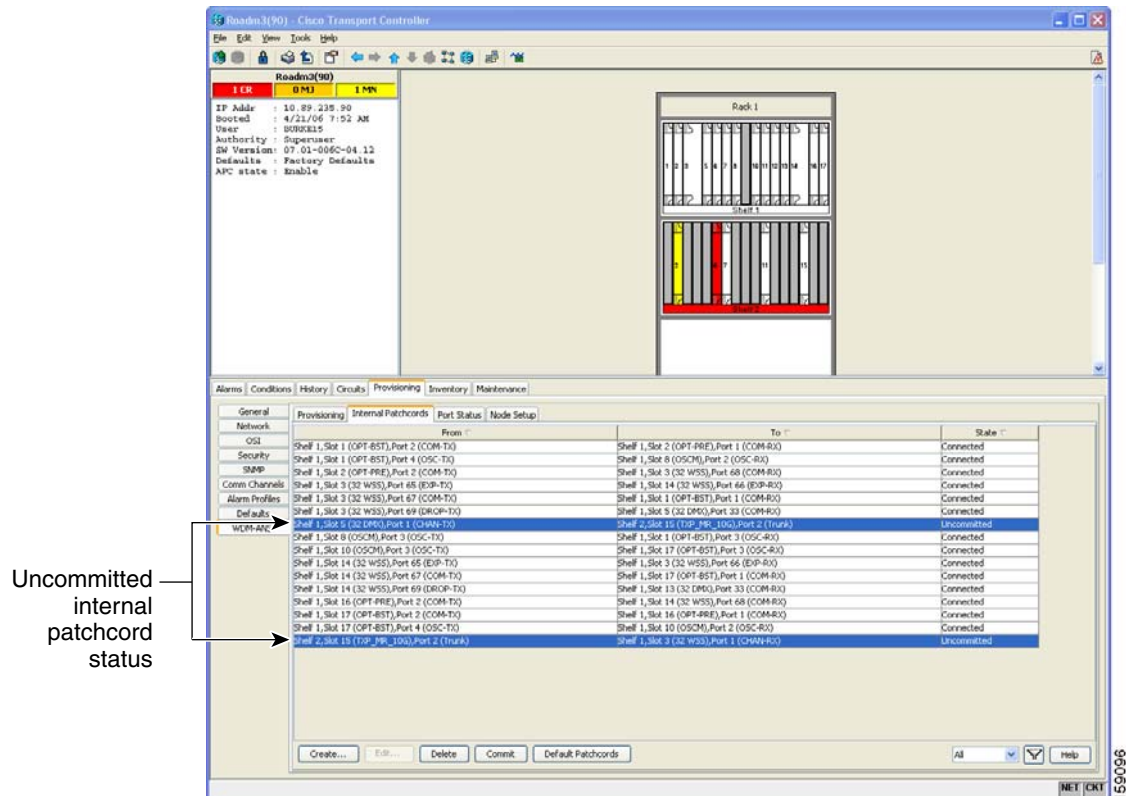 Roadm3(90) - Cisco Transport Controller
File Edit View Tools Help
Roadm3(90)
1 CR 0 MJ 1 MN
IP Addr : 10.89.235.90
Booted : 4/21/06 7:52 AM
User : BURKE15
Authority : Superuser
SW Version: 07.01-006C-04.12
Defaults : Factory Defaults
APC state : Enable
Rack 1
1 2 3 5 6 7 8 10 11 12 13 14 16 17
Shelf 1
7 11 15
Shelf 2
Alarms Conditions History Circuits Provisioning Inventory Maintenance
General
Network
OSI
Security
SNMP
Comm Channels
Alarm Profiles
Defaults
Provisioning Internal Patchcords Port Status Node Setup
From To State
Shelf 1,Slot 1 (OPT-BST),Port 2 (COM-TX) Shelf 1,Slot 2 (OPT-PRE),Port 1 (COM-RX) Connected
Shelf 1,Slot 1 (OPT-BST),Port 4 (OSC-TX) Shelf 1,Slot 8 (OSCM),Port 2 (OSC-RX) Connected
Shelf 1,Slot 2 (OPT-PRE),Port 2 (COM-TX) Shelf 1,Slot 3 (32 WSS),Port 68 (COM-RX) Connected
Shelf 1,Slot 3 (32 WSS),Port 65 (EXP-TX) Shelf 1,Slot 14 (32 WSS),Port 66 (EXP-RX) Connected
Shelf 1,Slot 3 (32 WSS),Port 67 (COM-TX) Shelf 1,Slot 1 (OPT-BST),Port 1 (COM-RX) Connected
Shelf 1,Slot 3 (32 WSS),Port 69 (DROP-TX) Shelf 1,Slot 5 (32 DMX),Port 33 (COM-RX) Connected
Shelf 1,Slot 5 (32 DMX),Port 1 (CHAN-TX) Shelf 2,Slot 15 (TXP_MR_10G),Port 2 (Trunk) Uncommitted
Shelf 1,Slot 8 (OSCM),Port 3 (OSC-TX) Shelf 1,Slot 1 (OPT-BST),Port 3 (OSC-RX) Connected
Shelf 1,Slot 10 (OSCM),Port 3 (OSC-TX) Shelf 1,Slot 17 (OPT-BST),Port 3 (OSC-RX) Connected
Shelf 1,Slot 14 (32 WSS),Port 65 (EXP-TX) Shelf 1,Slot 3 (32 WSS),Port 66 (EXP-RX) Connected
Shelf 1,Slot 14 (32 WSS),Port 67 (COM-TX) Shelf 1,Slot 17 (OPT-BST),Port 1 (COM-RX) Connected
Shelf 1,Slot 14 (32 WSS),Port 69 (DROP-TX) Shelf 1,Slot 13 (32 DMX),Port 33 (COM-RX) Connected
Shelf 1,Slot 16 (OPT-PRE),Port 2 (COM-TX) Shelf 1,Slot 14 (32 WSS),Port 68 (COM-RX) Connected
Shelf 1,Slot 17 (OPT-BST),Port 2 (COM-TX) Shelf 1,Slot 16 (OPT-PRE),Port 1 (COM-RX) Connected
Shelf 1,Slot 17 (OPT-BST),Port 4 (OSC-TX) Shelf 1,Slot 10 (OSCM),Port 2 (OSC-RX) Connected
Shelf 2,Slot 15 (TXP_MR_10G),Port 2 (Trunk) Shelf 1,Slot 3 (32 WSS),Port 1 (CHAN-RX) Uncommitted
Uncommitted
internal
patchcord
status
Create... Edit... Delete Commit Default Patchcords All Help
NET CKT
59096